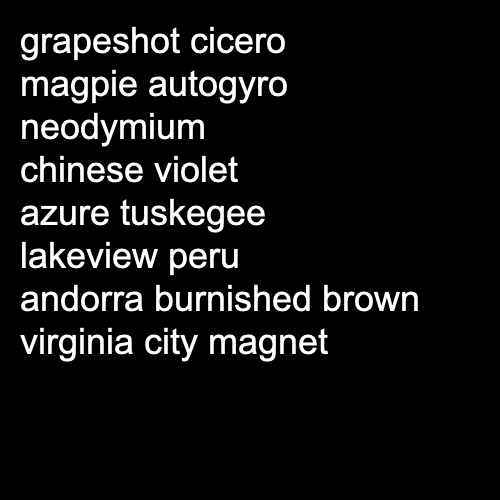 grapeshot cicero
magpie autogyro
neodymium
chinese violet
azure tuskegee
lakeview peru
andorra burnished brown
virginia city magnet